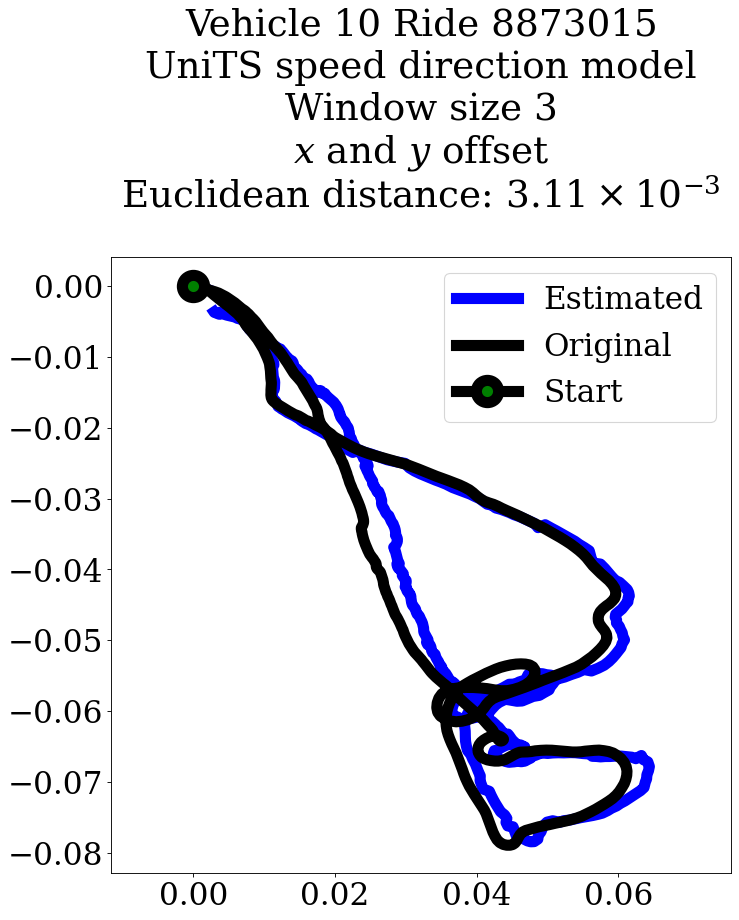 Vehicle 10 Ride 8873015
UniTS speed direction model
Window size 3
x and y offset
Euclidean distance: 3.11 × 10⁻³
Estimated
Original
Start
0.00
−0.01
−0.02
−0.03
−0.04
−0.05
−0.06
−0.07
−0.08
0.00 0.02 0.04 0.06